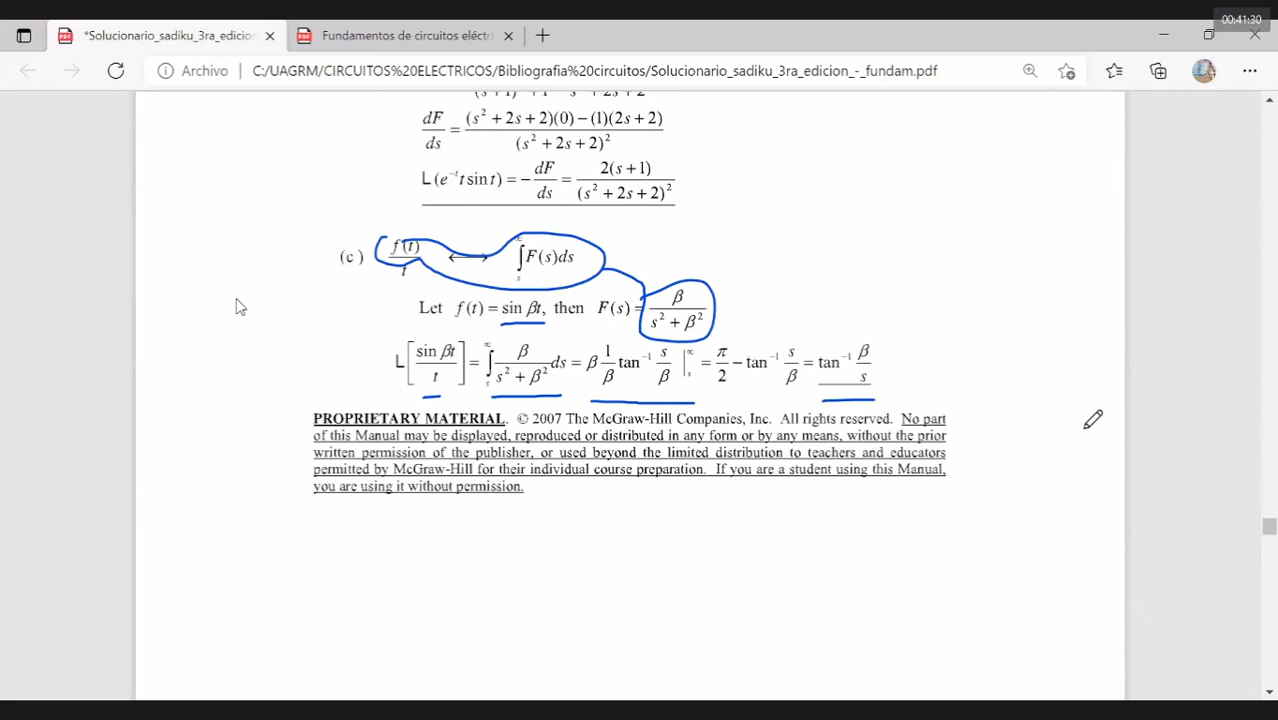 00:41:30
*Solucionario_sadiku_3ra_edicion
Fundamentos de circuitos eléctri
Archivo
C:/UAGRM/CIRCUITOS%20ELECTRICOS/Bibliografia%20circuitos/Solucionario_sadiku_3ra_edicion_-_fundam.pdf
dF/ds = (s² + 2s + 2)(0) − (1)(2s + 2) / (s² + 2s + 2)²
L(e⁻ᵗ t sin t) = − dF/ds = 2(s + 1) / (s² + 2s + 2)²
(c) f(t)/t ⟷ ∫ₛ^∞ F(s)ds
Let f(t) = sin βt, then F(s) = β / s² + β²
L[sin βt / t] = ∫ₛ^∞ β / s² + β² ds = β 1/β tan⁻¹ s/β |ₛ^∞ = π/2 − tan⁻¹ s/β = tan⁻¹ β/s
PROPRIETARY MATERIAL. © 2007 The McGraw-Hill Companies, Inc. All rights reserved. No part
of this Manual may be displayed, reproduced or distributed in any form or by any means, without the prior
written permission of the publisher, or used beyond the limited distribution to teachers and educators
permitted by McGraw-Hill for their individual course preparation. If you are a student using this Manual,
you are using it without permission.